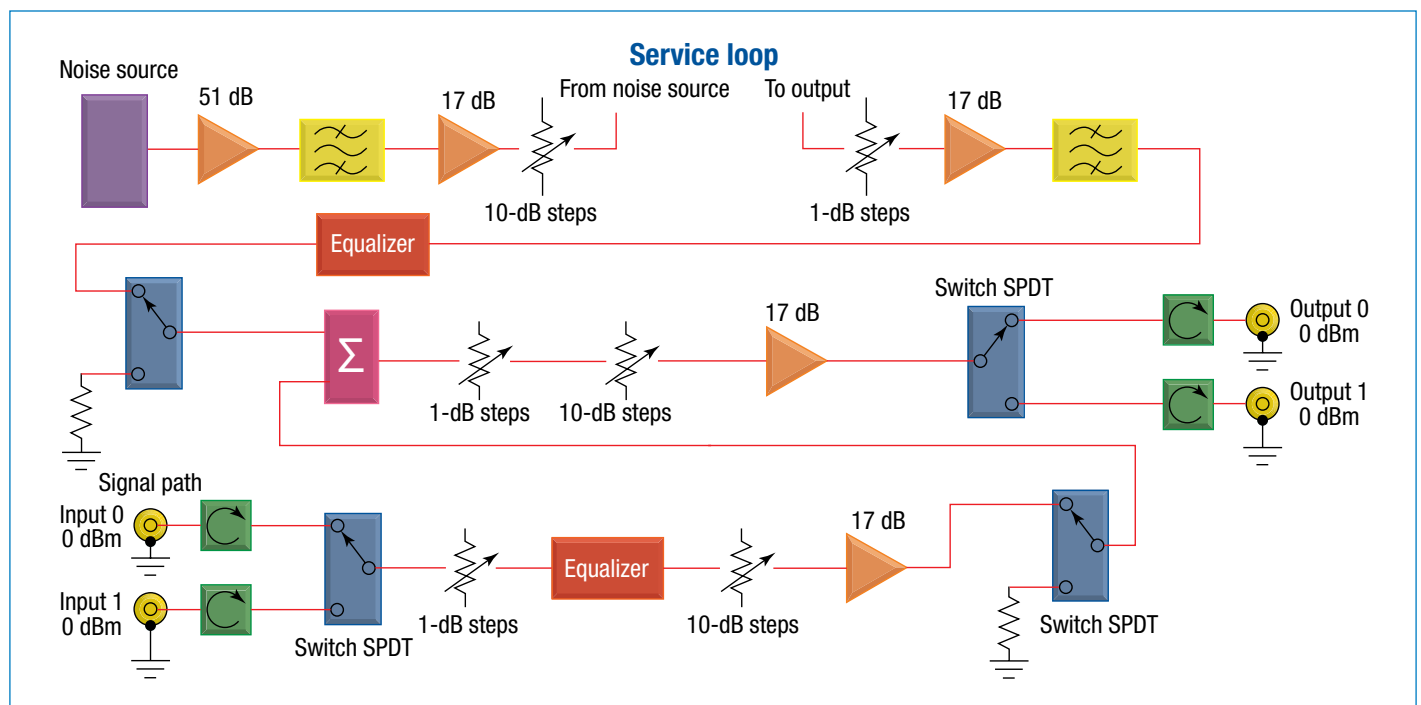 Service loop
Noise source
51 dB
17 dB
From noise source
To output
17 dB
10-dB steps
1-dB steps
Equalizer
Switch SPDT
17 dB
Output 0
0 dBm
Σ
1-dB steps
10-dB steps
Output 1
0 dBm
Signal path
Input 0
0 dBm
17 dB
Equalizer
Input 1
0 dBm
1-dB steps
10-dB steps
Switch SPDT
Switch SPDT